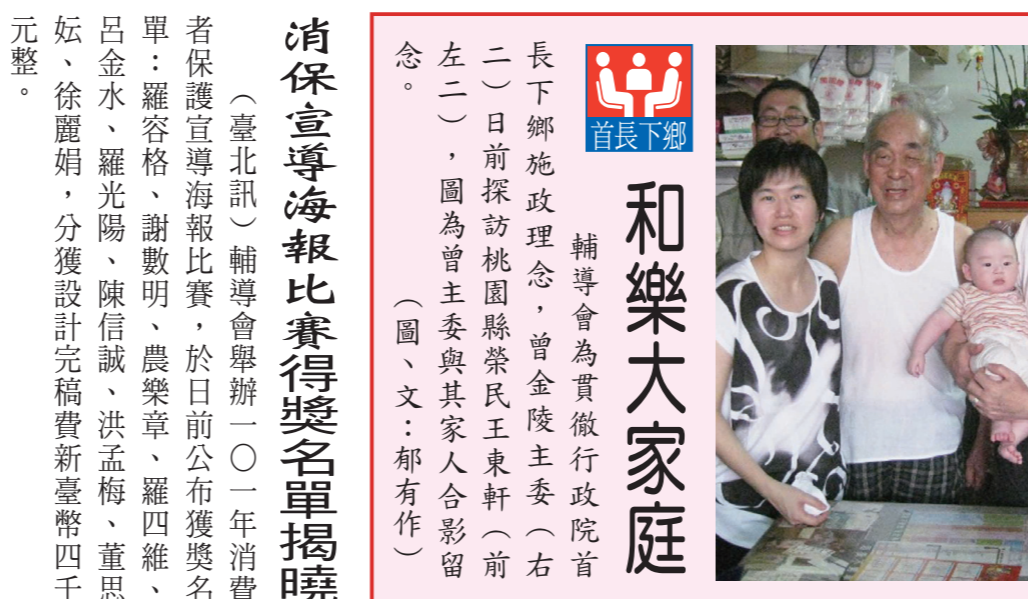 首長下鄉
和樂大家庭
輔導會為貫徹行政院首
長下鄉施政理念，曾金陵主委（右
二）日前探訪桃園縣榮民王東軒（前
左二），圖為曾主委與其家人合影留
念。
（圖、文：郁有作）
消保宣導海報比賽得獎名單揭曉
（臺北訊）輔導會舉辦一〇一年消費
者保護宣導海報比賽，於日前公布獲獎名
單：羅容格、謝數明、農樂章、羅四維、
呂金水、羅光陽、陳信誠、洪孟梅、董思
妘、徐麗娟，分獲設計完稿費新臺幣四千
元整。